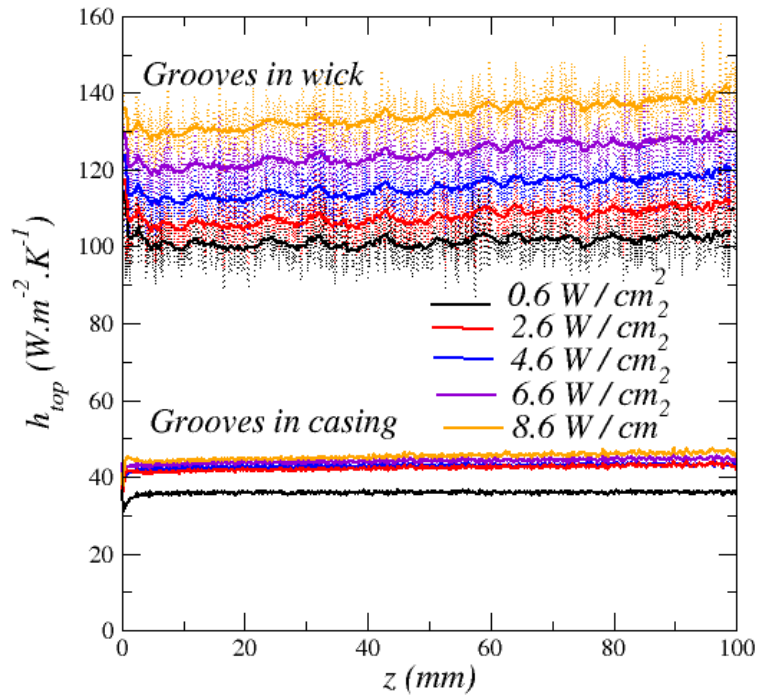 160
140
120
100
80
60
40
20
0
0 20 40 60 80 100
h_top (W.m⁻².K⁻¹)
z (mm)
Grooves in wick
0.6 W / cm²
2.6 W / cm²
4.6 W / cm²
6.6 W / cm²
8.6 W / cm²
Grooves in casing